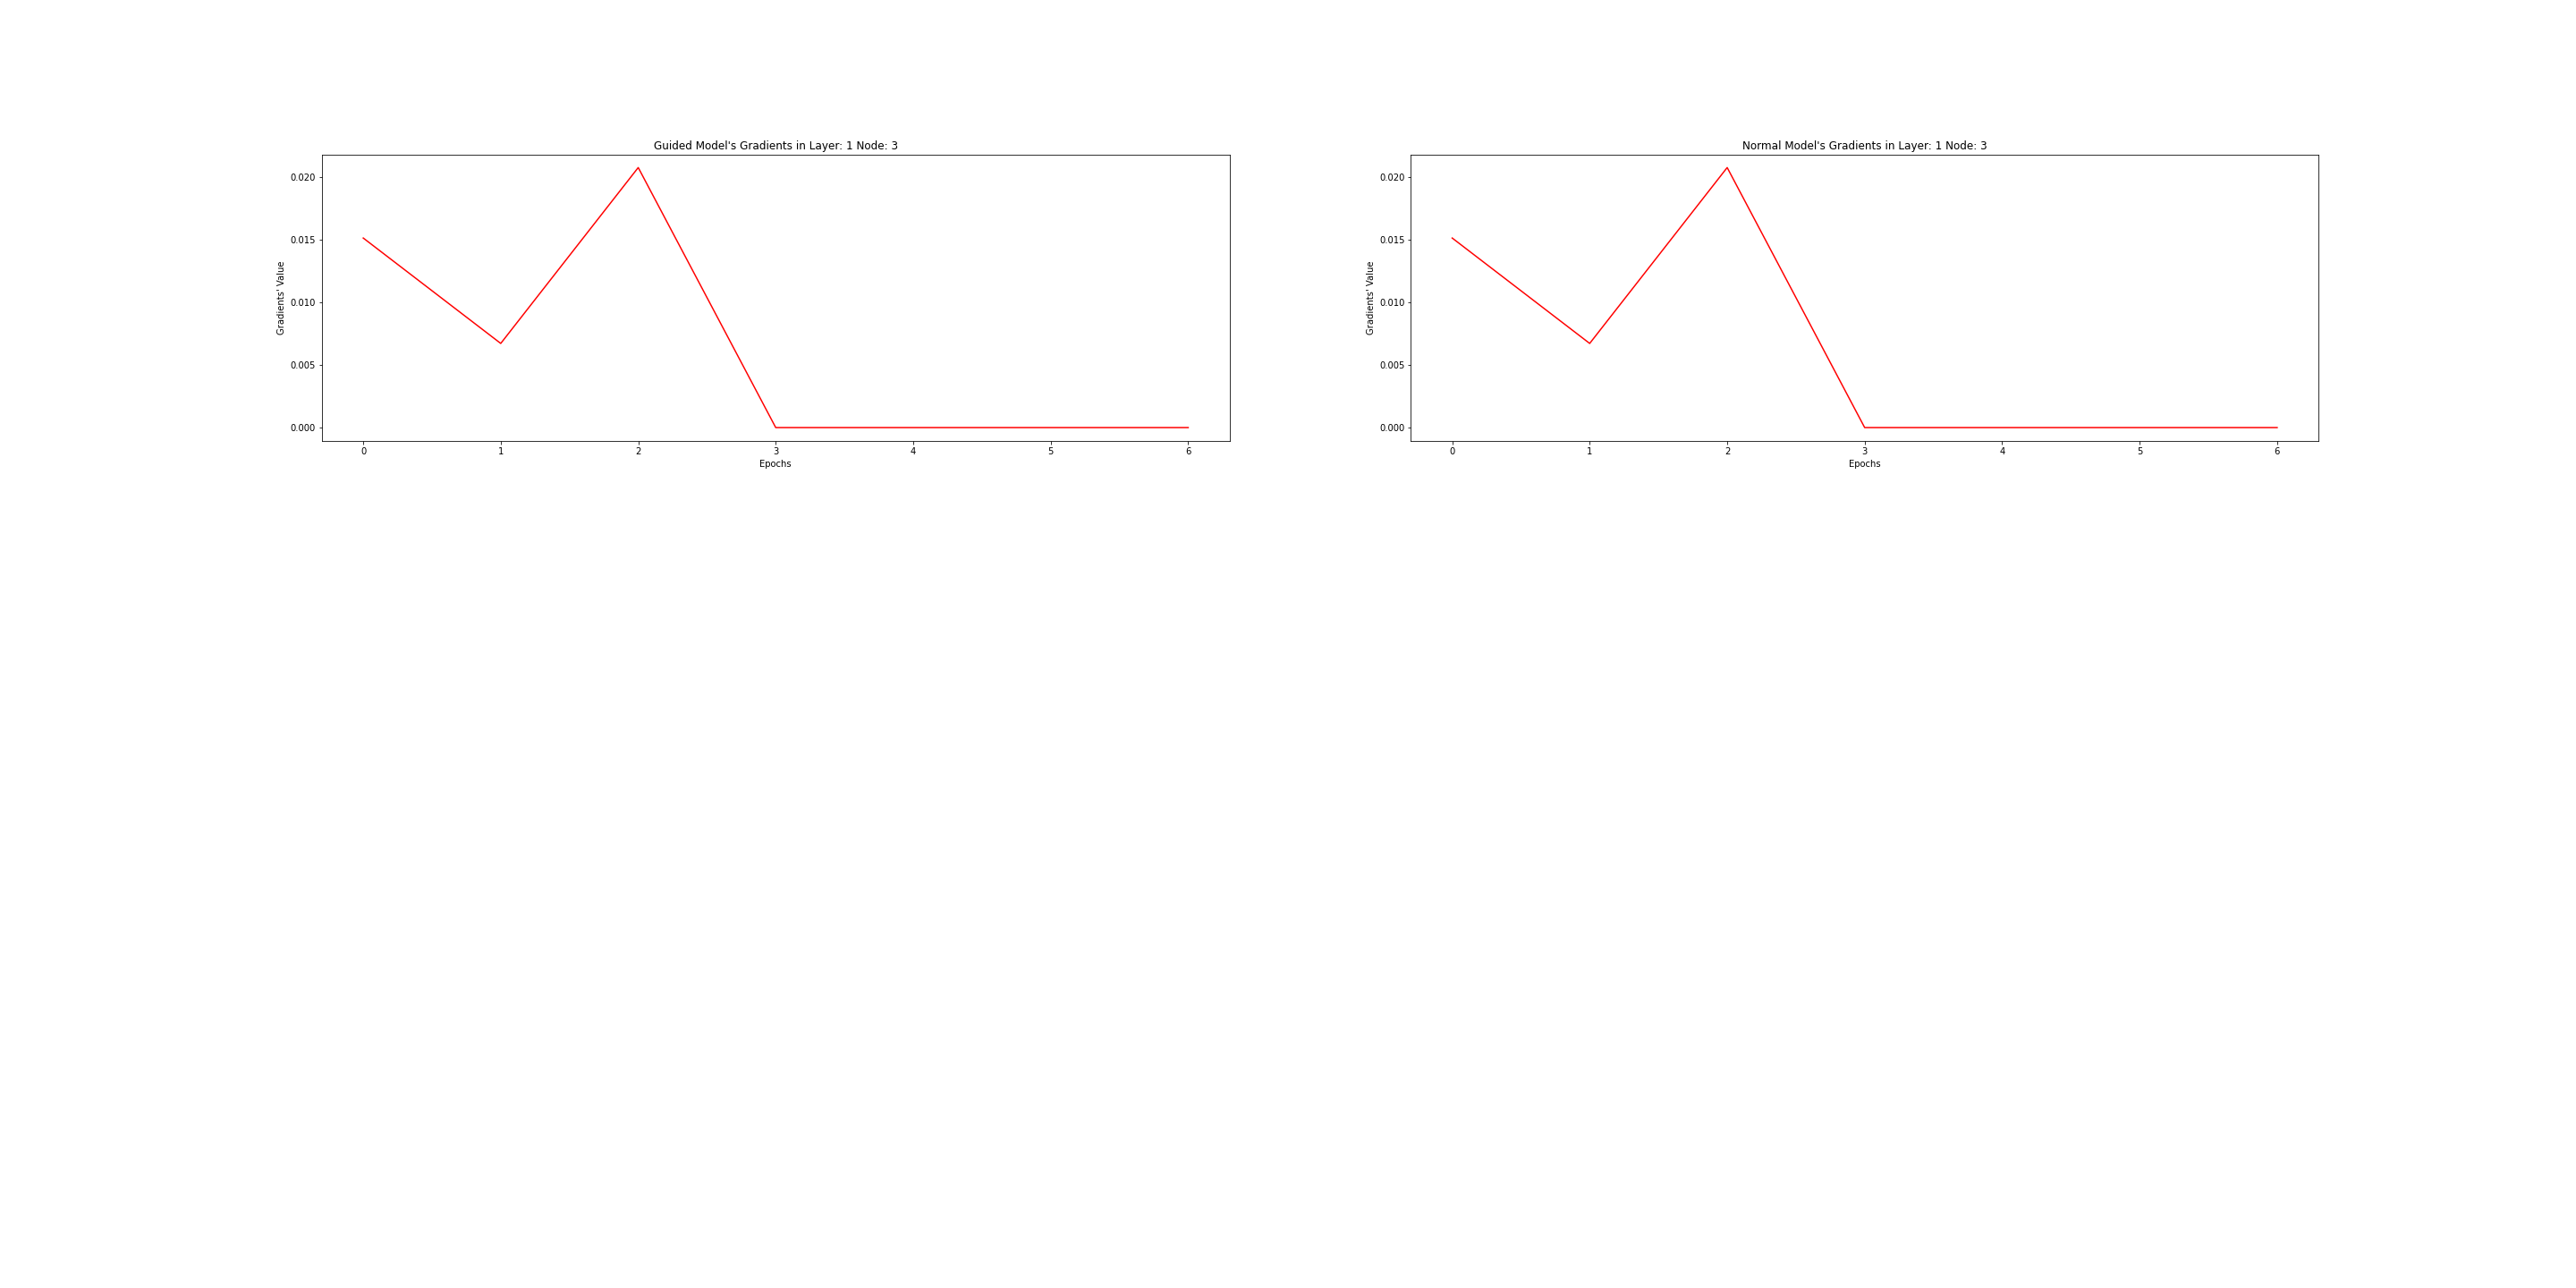 Guided Model's Gradients in Layer: 1 Node: 3
0.020
0.015
0.010
0.005
0.000
Gradients' Value
0 1 2 3 4 5 6
Epochs
Normal Model's Gradients in Layer: 1 Node: 3
0.020
0.015
0.010
0.005
0.000
Gradients' Value
0 1 2 3 4 5 6
Epochs